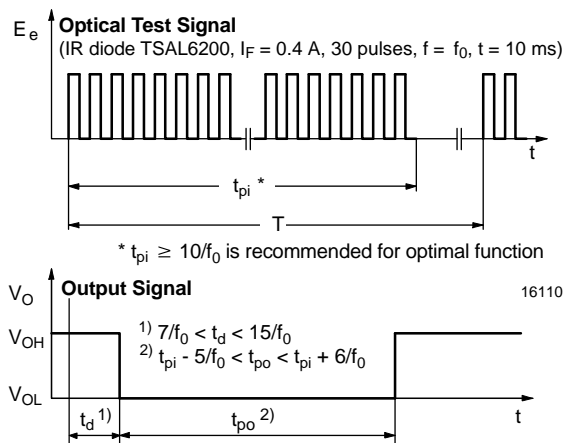 E_e Optical Test Signal
(IR diode TSAL6200, I_F = 0.4 A, 30 pulses, f = f_0, t = 10 ms)
t
t_pi *
T
* t_pi ≥ 10/f_0 is recommended for optimal function
V_O Output Signal 16110
V_OH
1) 7/f_0 < t_d < 15/f_0
2) t_pi - 5/f_0 < t_po < t_pi + 6/f_0
V_OL
t_d 1) t_po 2) t